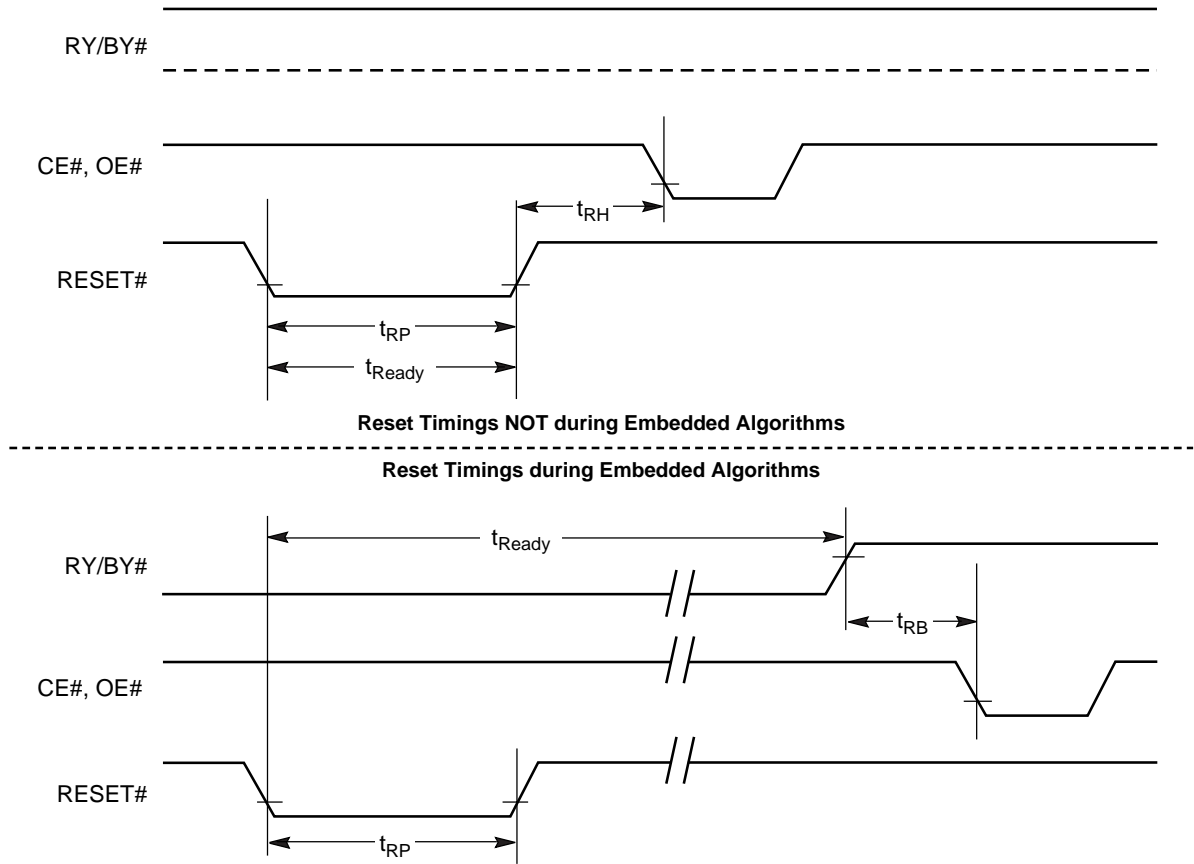 RY/BY#
CE#, OE#
tRH
RESET#
tRP
tReady
Reset Timings NOT during Embedded Algorithms
Reset Timings during Embedded Algorithms
tReady
RY/BY#
tRB
CE#, OE#
RESET#
tRP